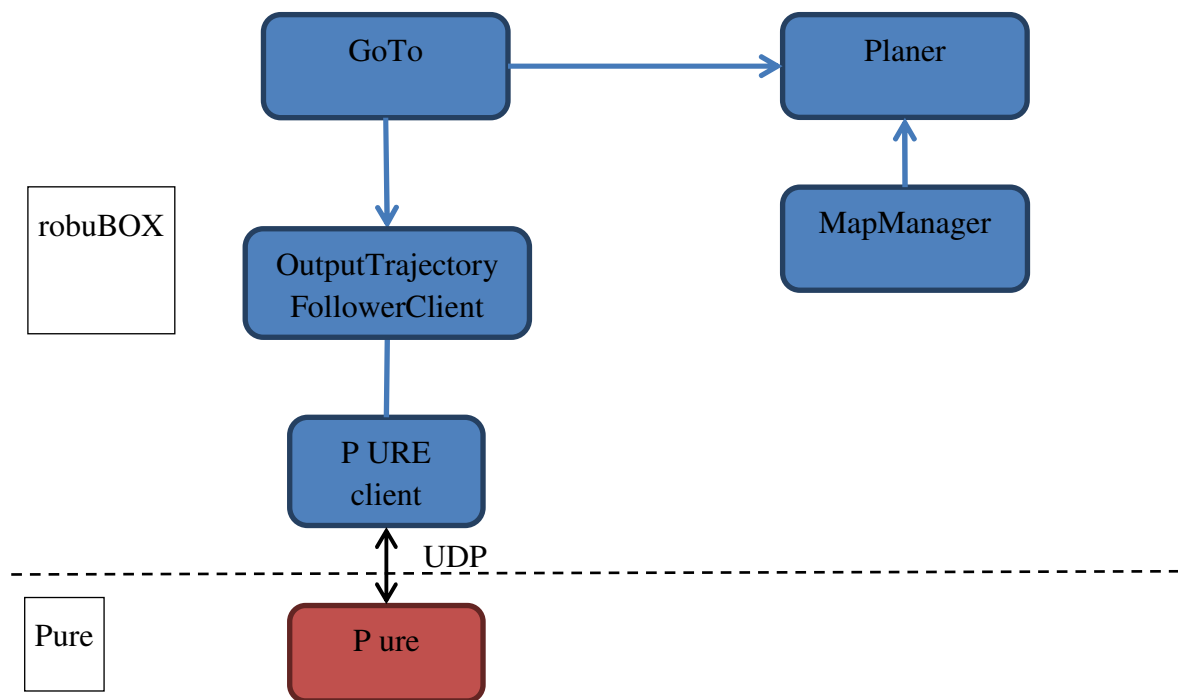 GoTo
Planer
robuBOX
MapManager
OutputTrajectory
FollowerClient
P URE
client
UDP
Pure
P ure